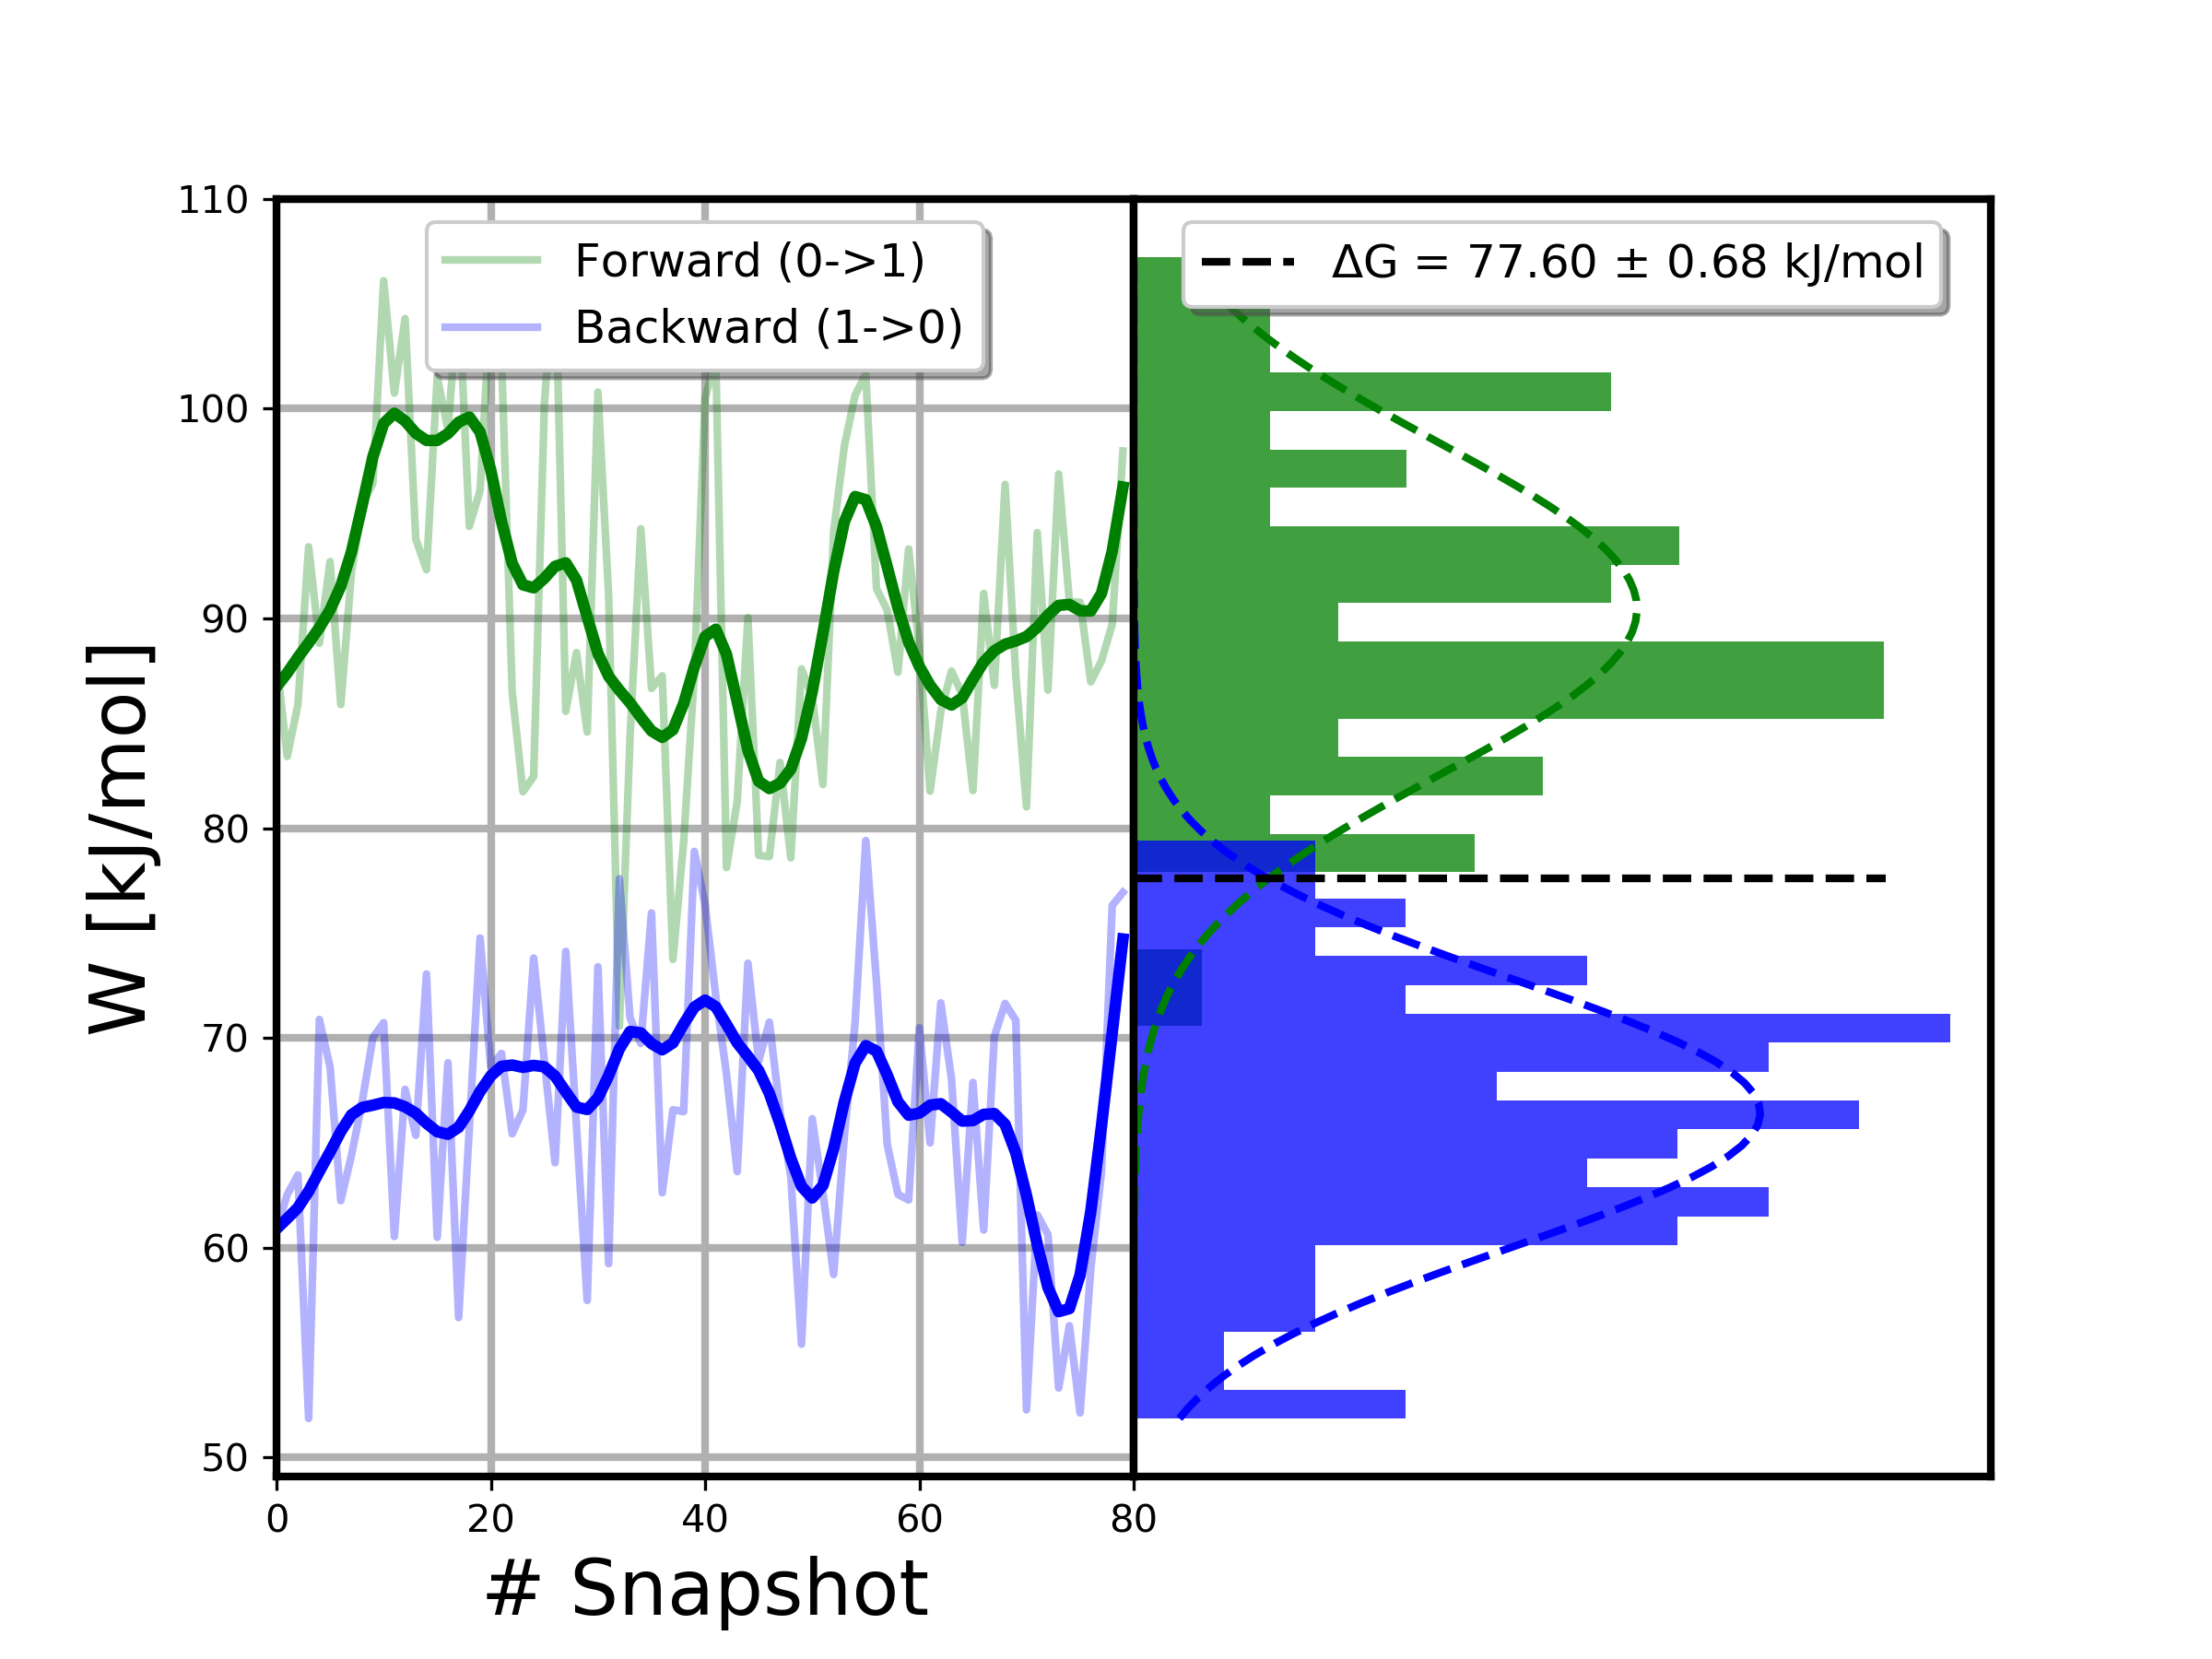 110
100
90
80
70
60
50
W [kJ/mol]
Forward (0->1)
Backward (1->0)
ΔG = 77.60 ± 0.68 kJ/mol
0
20
40
60
80
# Snapshot